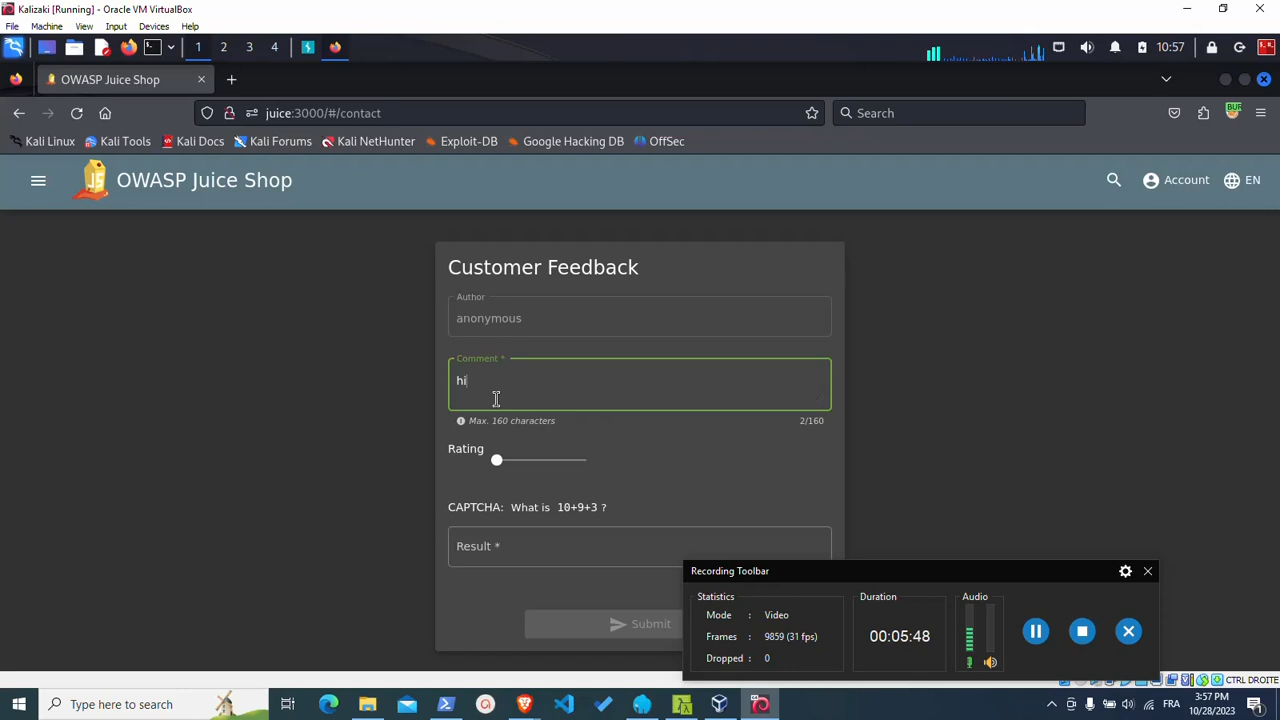 Kalizaki [Running] - Oracle VM VirtualBox
File Machine View Input Devices Help
1 2 3 4 10:57
OWASP Juice Shop
juice:3000/#/contact Search BUR
Kali Linux Kali Tools Kali Docs Kali Forums Kali NetHunter Exploit-DB Google Hacking DB OffSec
JS OWASP Juice Shop Account EN
Customer Feedback
Author
anonymous
Comment *
hi
Max. 160 characters 2/160
Rating
CAPTCHA: What is 10+9+3 ?
Result *
Submit
Recording Toolbar
Statistics Duration Audio
Mode : Video
Frames : 9859 (31 fps)
Dropped : 0
00:05:48
CTRL DROITE
Type here to search FRA 3:57 PM
10/28/2023